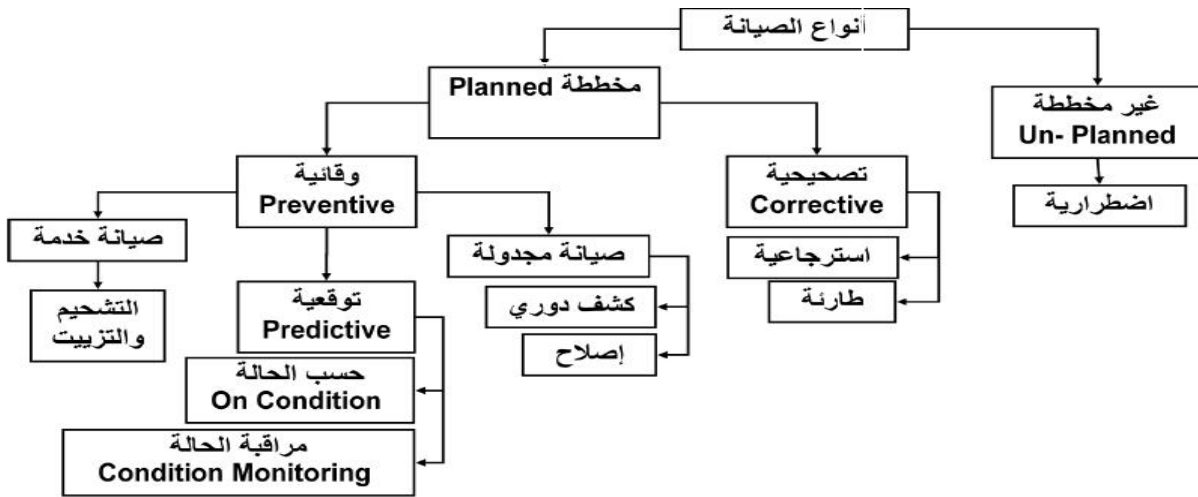 أنواع الصيانة
مخططة Planned
غير مخططة
Un- Planned
وقائية
Preventive
تصحيحية
Corrective
اضطرارية
صيانة خدمة
صيانة مجدولة
استرجاعية
التشحيم
والتزييت
توقعية
Predictive
كشف دوري
طارئة
إصلاح
حسب الحالة
On Condition
مراقبة الحالة
Condition Monitoring